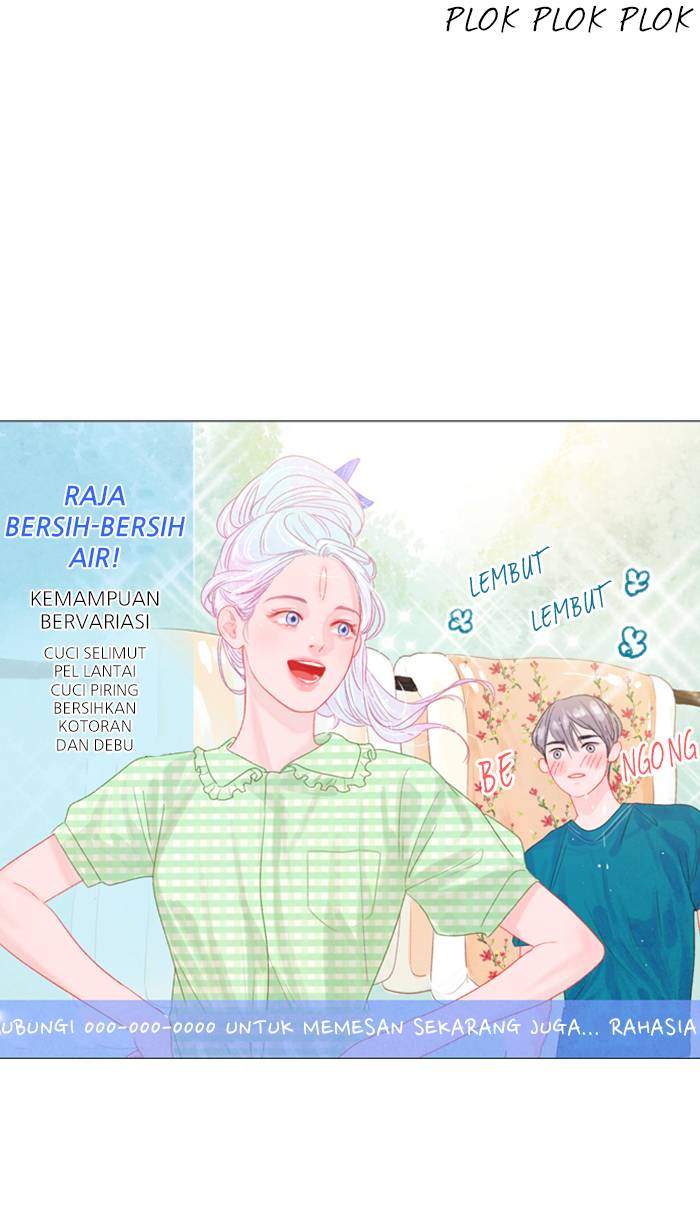 PLOK PLOK PLOK
RAJA
BERSIH-BERSIH
AIR!
KEMAMPUAN
BERVARIASI
CUCI SELIMUT
PEL LANTAI
CUCI PIRING
BERSIHKAN
KOTORAN
DAN DEBU
LEMBUT
LEMBUT
BE NGONG
UBUNGI 000-000-0000 UNTUK MEMESAN SEKARANG JUGA... RAHASIA